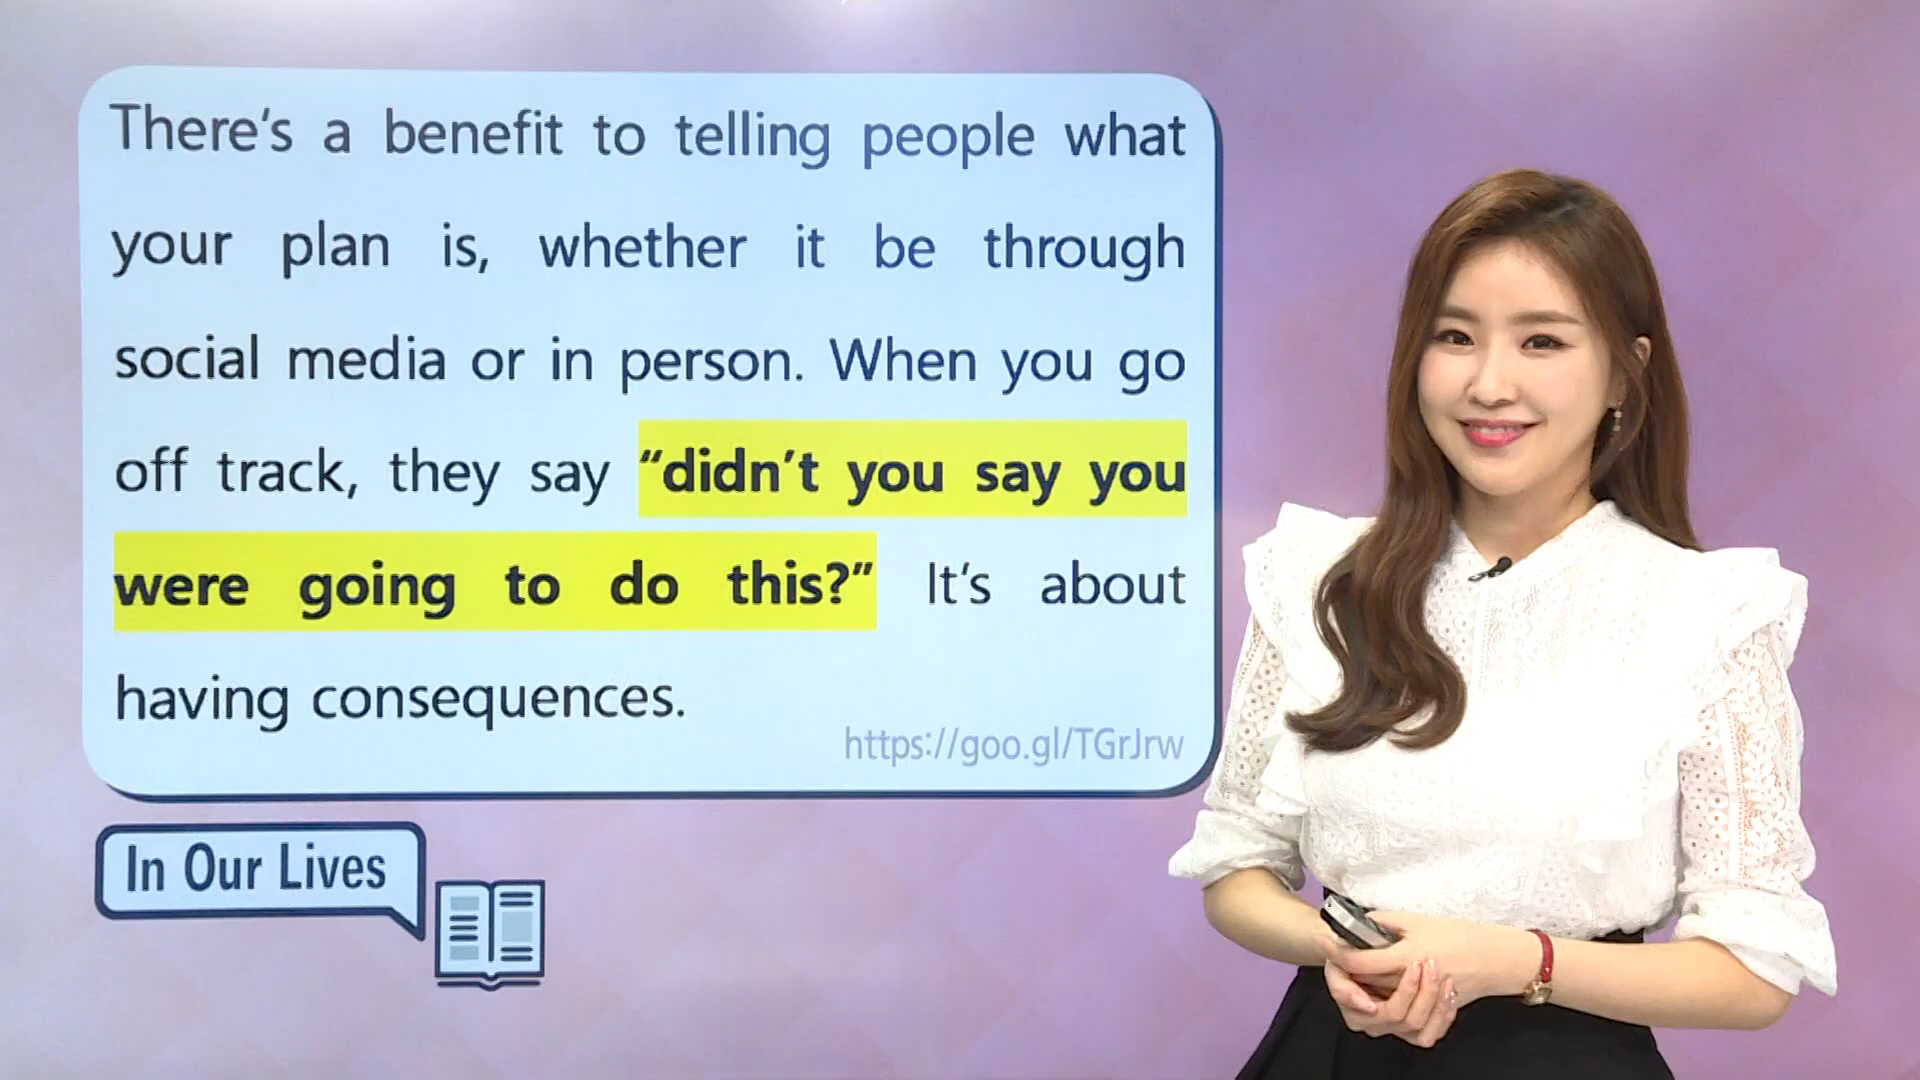 There’s a benefit to telling people what
your plan is, whether it be through
social media or in person. When you go
off track, they say “didn’t you say you
were going to do this?” It’s about
having consequences.
https://goo.gl/TGrJrw
In Our Lives